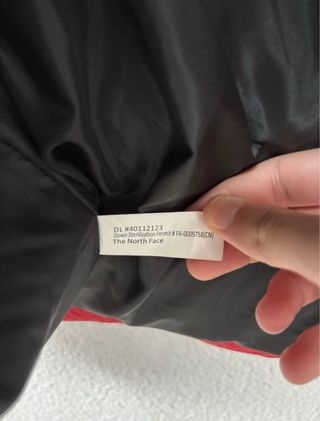 DL #40112123
Down Sterilization Permit # PA-0009758(CN)
The North Face